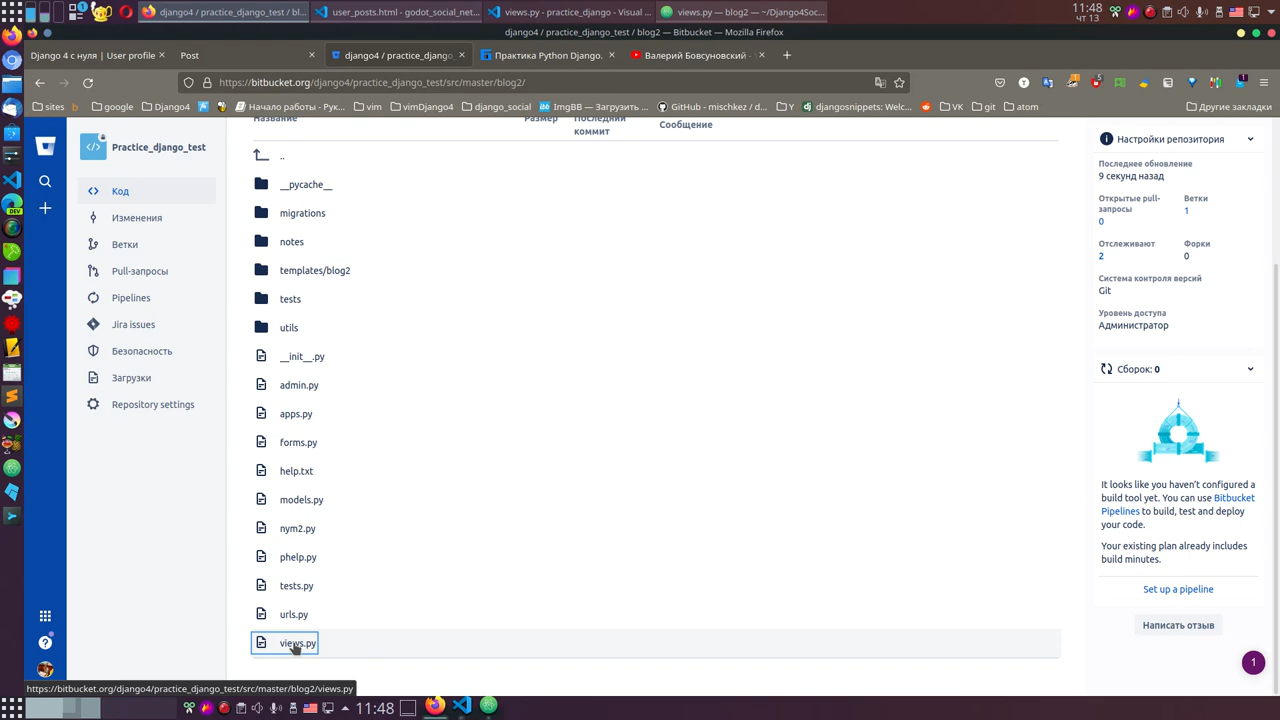 django4 / practice_django_test / bl...
user_posts.html - godot_social_net...
views.py - practice_django - Visual ...
views.py — blog2 — ~/Django4Soc...
11:48
чт 13
django4 / practice_django_test / blog2 — Bitbucket — Mozilla Firefox
Django 4 с нуля | User profile
Post
django4 / practice_django_
Практика Python Django.
Валерий Бовсуновский -
https://bitbucket.org/django4/practice_django_test/src/master/blog2/
sites
b
google
Django4
Начало работы - Рук...
vim
vimDjango4
django_social
ImgBB — Загрузить ...
GitHub - mischkez / d...
Y
djangosnippets: Welc...
VK
git
atom
Другие закладки
Practice_django_test
Код
Изменения
Ветки
Pull-запросы
Pipelines
Jira issues
Безопасность
Загрузки
Repository settings
Название
Размер
Последний
коммит
Сообщение
..
__pycache__
migrations
notes
templates/blog2
tests
utils
__init__.py
admin.py
apps.py
forms.py
help.txt
models.py
nym2.py
phelp.py
tests.py
urls.py
views.py
Настройки репозитория
Последнее обновление
9 секунд назад
Открытые pull-
запросы
0
Ветки
1
Отслеживают
2
Форки
0
Система контроля версий
Git
Уровень доступа
Администратор
Сборок: 0
It looks like you haven't configured a
build tool yet. You can use Bitbucket
Pipelines to build, test and deploy
your code.
Your existing plan already includes
build minutes.
Set up a pipeline
Написать отзыв
1
https://bitbucket.org/django4/practice_django_test/src/master/blog2/views.py
11:48